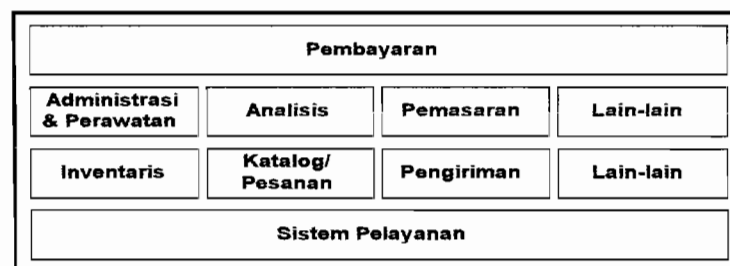 Pembayaran
Administrasi
& Perawatan
Analisis
Pemasaran
Lain-lain
Inventaris
Katalog/
Pesanan
Pengiriman
Lain-lain
Sistem Pelayanan